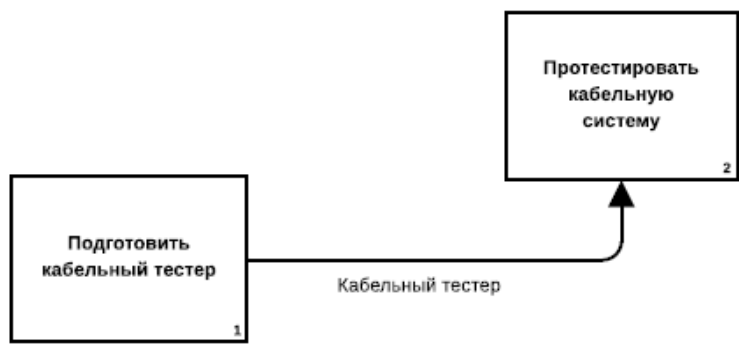 Протестировать
кабельную
систему
2
Подготовить
кабельный тестер
1
Кабельный тестер